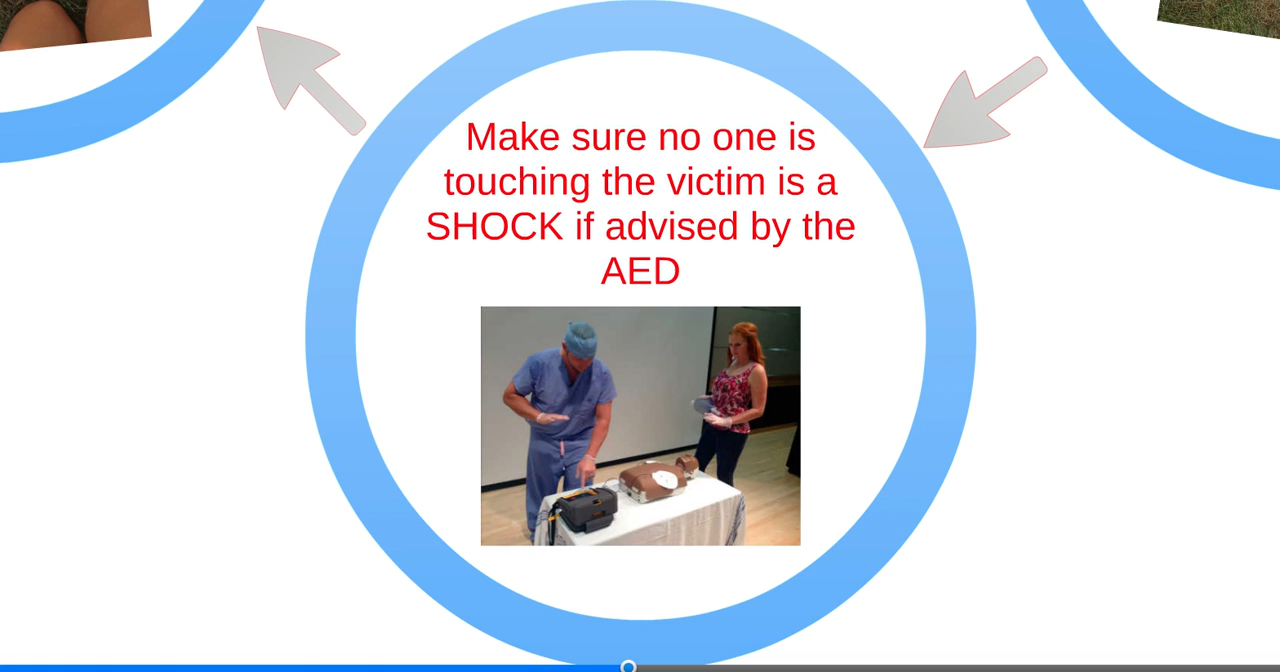 Make sure no one is
touching the victim is a
SHOCK if advised by the
AED